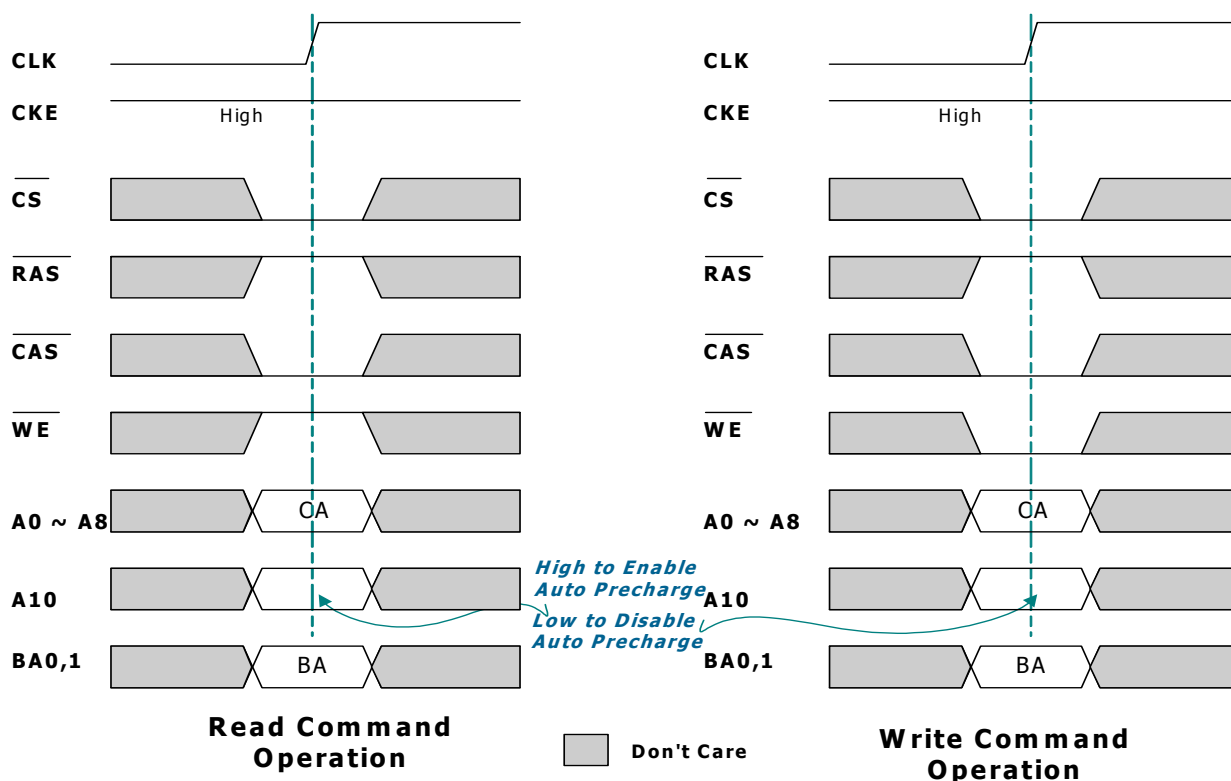 CLK
CKE
High
CS
RAS
CAS
WE
A0 ~ A8
CA
A10
BA0,1
BA
Read Command
Operation
High to Enable
Auto Precharge
Low to Disable
Auto Precharge
Don't Care
CLK
CKE
High
CS
RAS
CAS
WE
A0 ~ A8
CA
A10
BA0,1
BA
Write Command
Operation